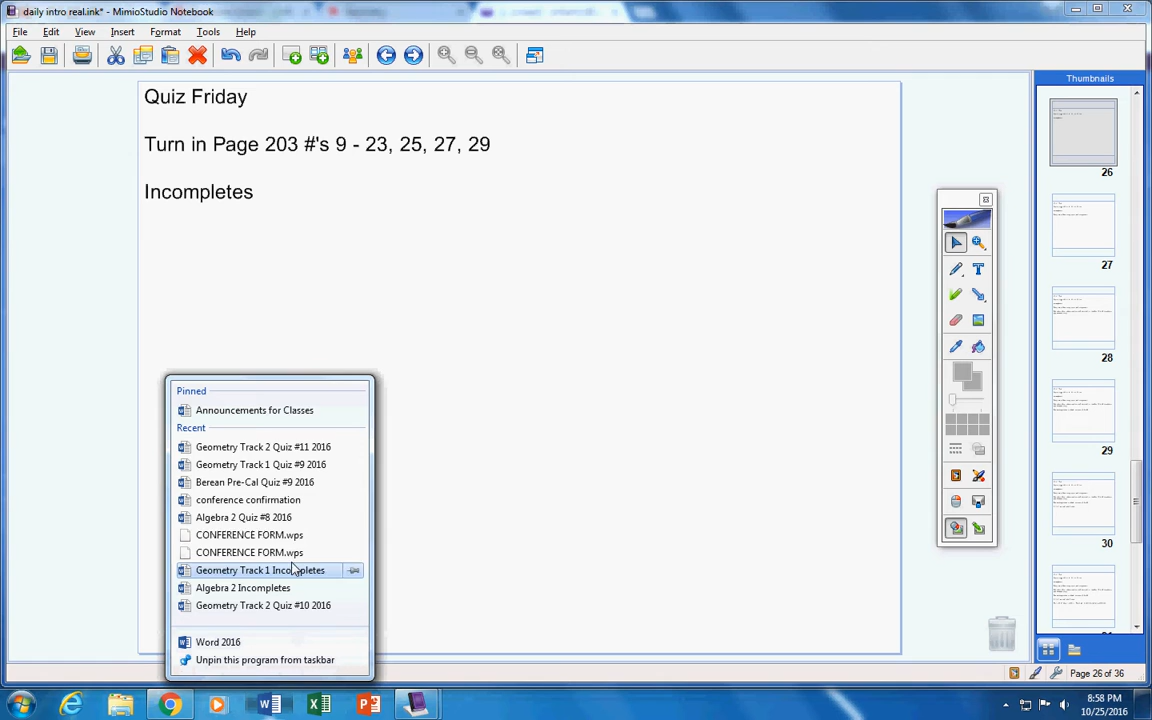 daily intro real.ink* - MimioStudio Notebook
File Edit View Insert Format Tools Help
Quiz Friday
Turn in Page 203 #'s 9 - 23, 25, 27, 29
Incompletes
Pinned
Announcements for Classes
Recent
Geometry Track 2 Quiz #11 2016
Geometry Track 1 Quiz #9 2016
Berean Pre-Cal Quiz #9 2016
conference confirmation
Algebra 2 Quiz #8 2016
CONFERENCE FORM.wps
CONFERENCE FORM.wps
Geometry Track 1 Incompletes
Algebra 2 Incompletes
Geometry Track 2 Quiz #10 2016
Word 2016
Unpin this program from taskbar
Thumbnails
26
27
28
29
30
Page 26 of 36
8:58 PM
10/25/2016